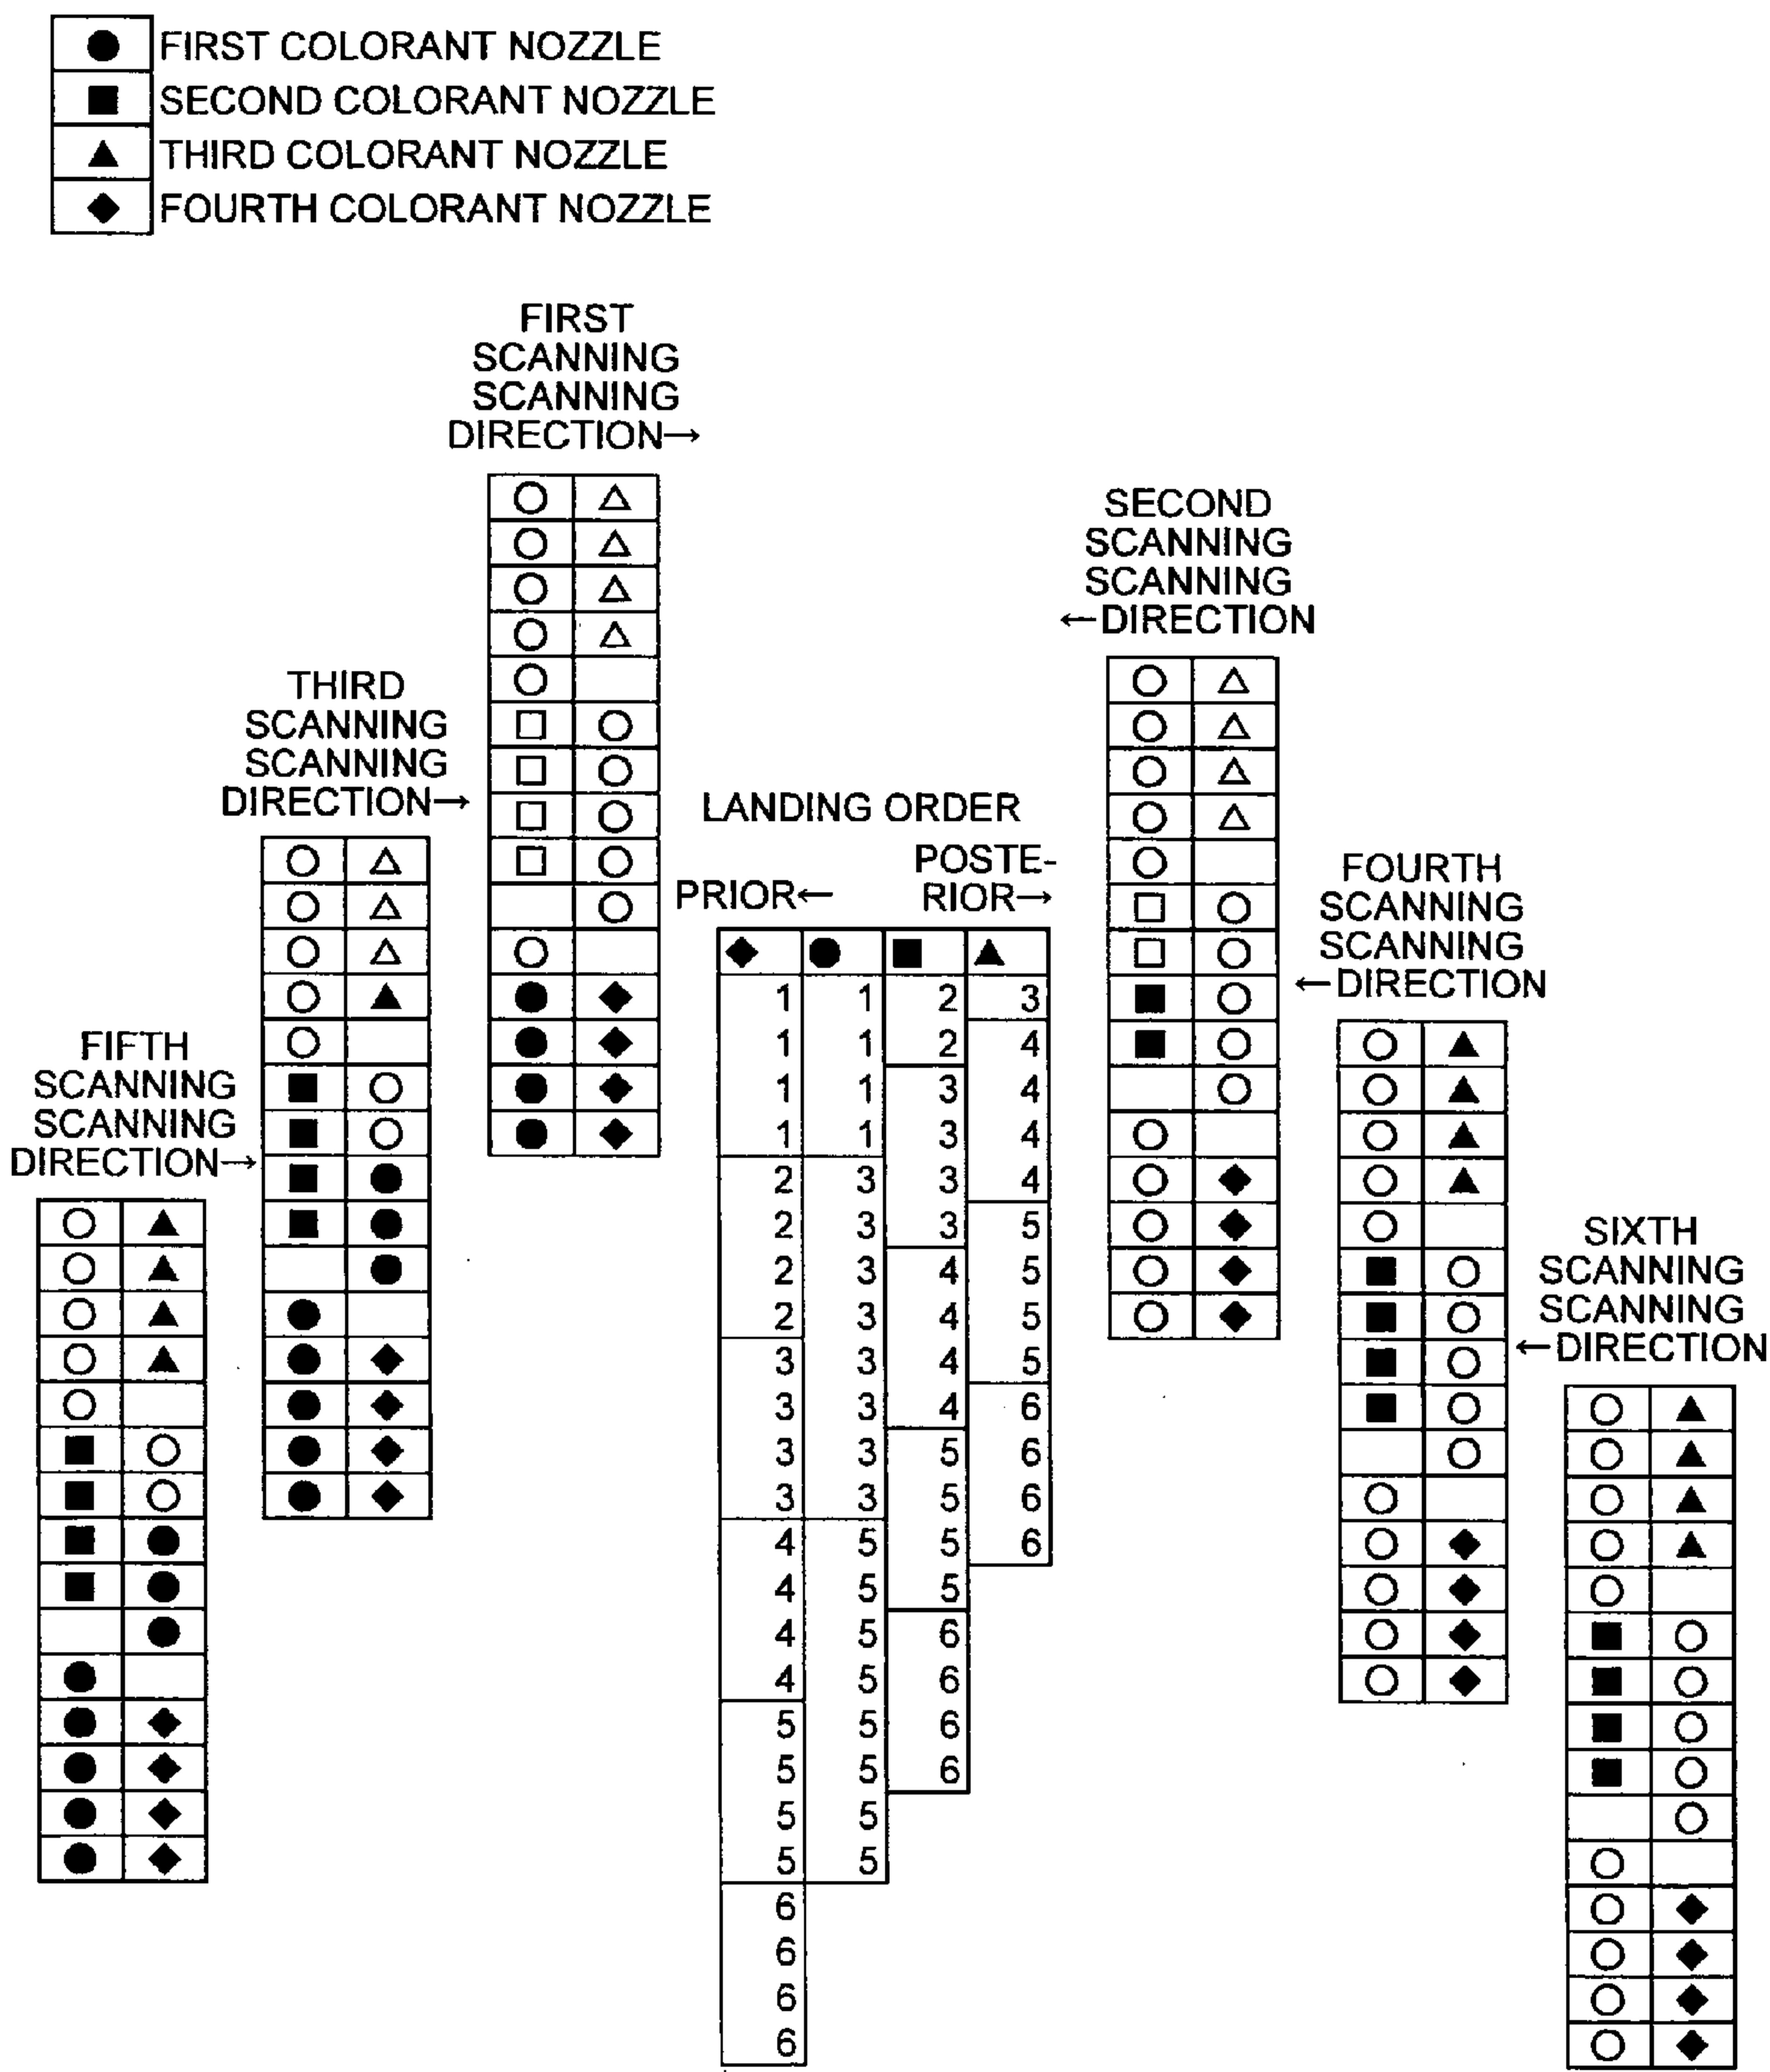 FIRST COLORANT NOZZLE
SECOND COLORANT NOZZLE
THIRD COLORANT NOZZLE
FOURTH COLORANT NOZZLE
FIRST
SCANNING
SCANNING
DIRECTION→
SECOND
SCANNING
SCANNING
←DIRECTION
THIRD
SCANNING
SCANNING
DIRECTION→
LANDING ORDER
PRIOR←
POSTE-
RIOR→
FOURTH
SCANNING
SCANNING
←DIRECTION
FIFTH
SCANNING
SCANNING
DIRECTION→
SIXTH
SCANNING
SCANNING
←DIRECTION
1 1 2 3
1 1 2 4
1 1 3 4
1 1 3 4
2 3 3 4
2 3 3 5
2 3 4 5
2 3 4 5
3 3 4 5
3 3 4 6
3 3 5 6
3 3 5 6
4 5 5 6
4 5 5
4 5 6
4 5 6
5 5 6
5 5 6
5 5
5 5
6
6
6
6